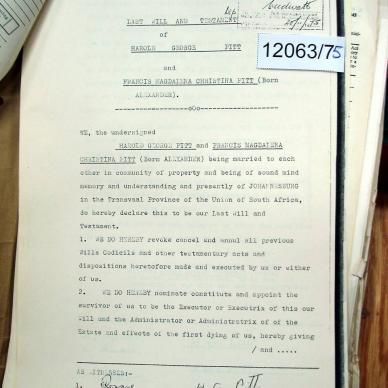 LAST WILL AND TESTAMENT
of
HAROLD GEORGE PITT
12063/75
and
FRANCIS MAGDALENA CHRISTINA PITT (Born
ALEXANDER).
WE, the undersigned
HAROLD GEORGE PITT and FRANCIS MAGDALENA
CHRISTINA PITT (Born ALEXANDER) being married to each
other in community of property and being of sound mind
memory and understanding and presently of JOHANNESBURG
in the Transvaal Province of the Union of South Africa,
do hereby declare this to be our Last Will and
Testament.
1. WE DO HEREBY revoke cancel and annul all previous
Wills Codicils and other testamentary acts and
dispositions heretofore made and executed by us or either
of us.
2. WE DO HEREBY nominate constitute and appoint the
survivor of us to be the Executor or Executrix of this our
will and the Administrator or Administratrix of of the
Estate and effects of the first dying of us, hereby giving
/ and .....
AS WITNESSES:-